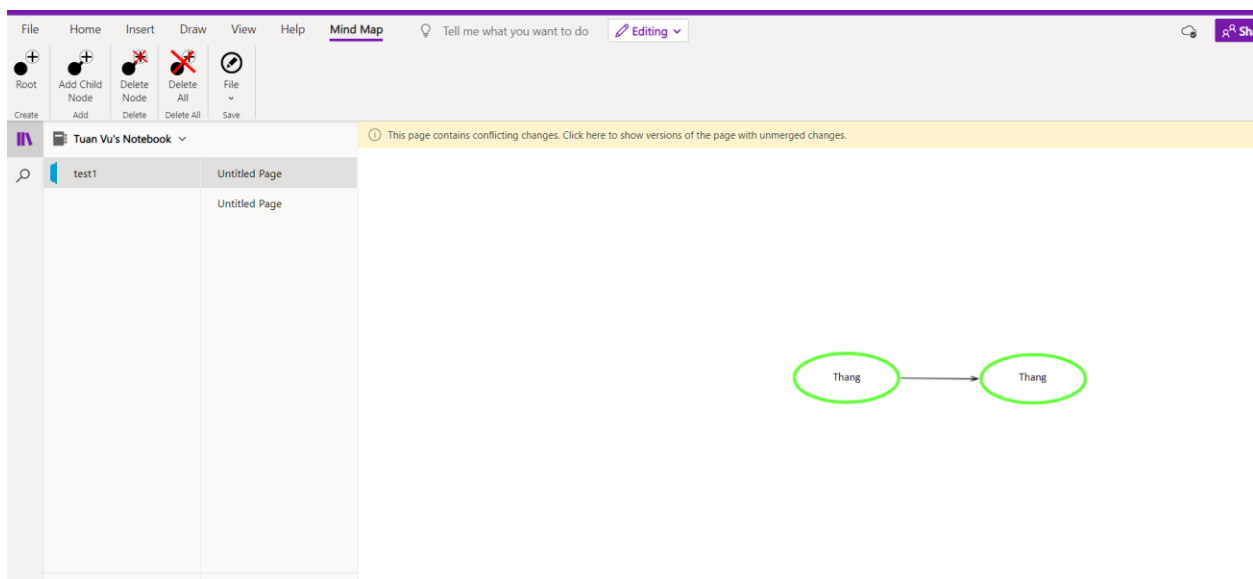 File Home Insert Draw View Help Mind Map Tell me what you want to do Editing
Root Add Child Node Delete Node Delete All File
Create Add Delete Delete All Save
Tuan Vu's Notebook
This page contains conflicting changes. Click here to show versions of the page with unmerged changes.
test1
Untitled Page
Untitled Page
Thang
Thang